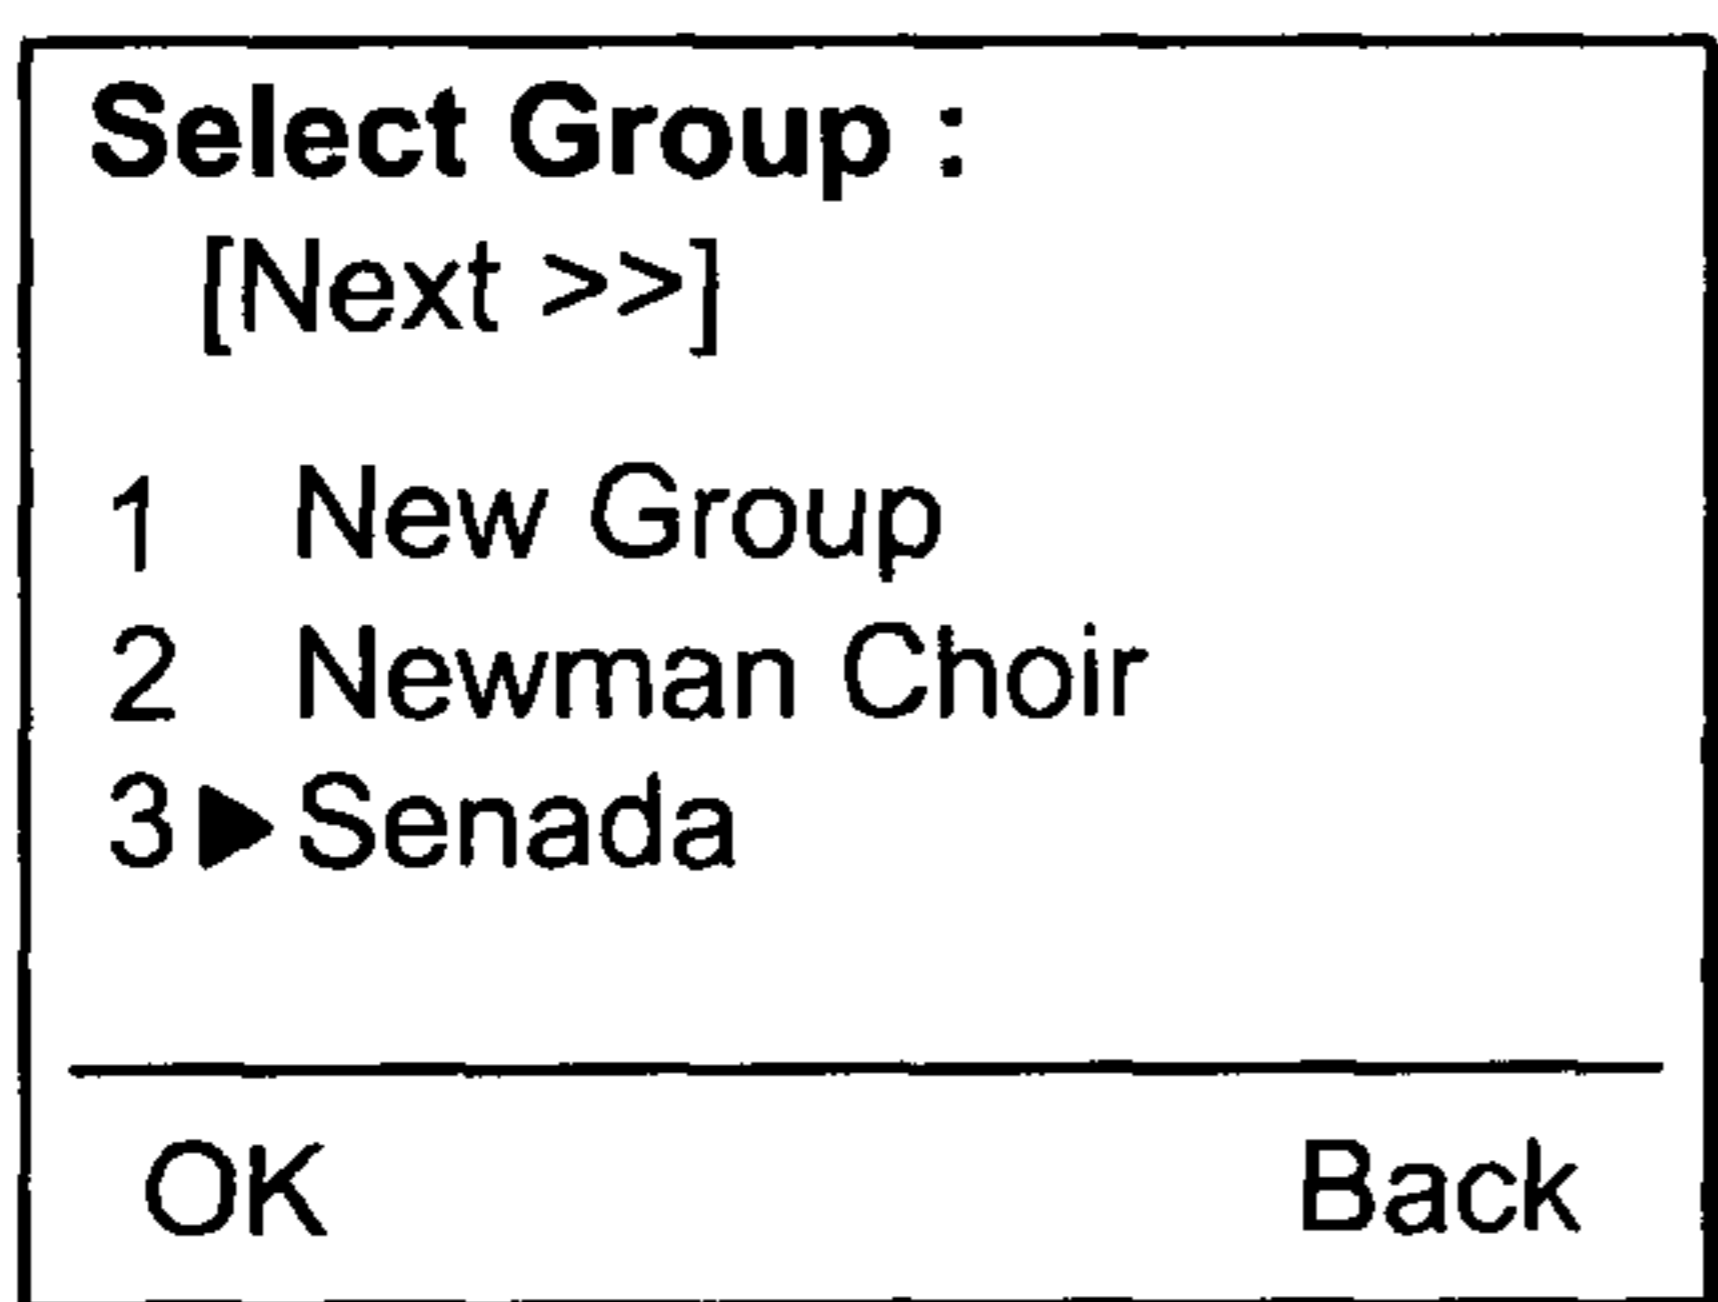 Select Group :
[Next >>]
1 New Group
2 Newman Choir
3▶Senada
OK Back